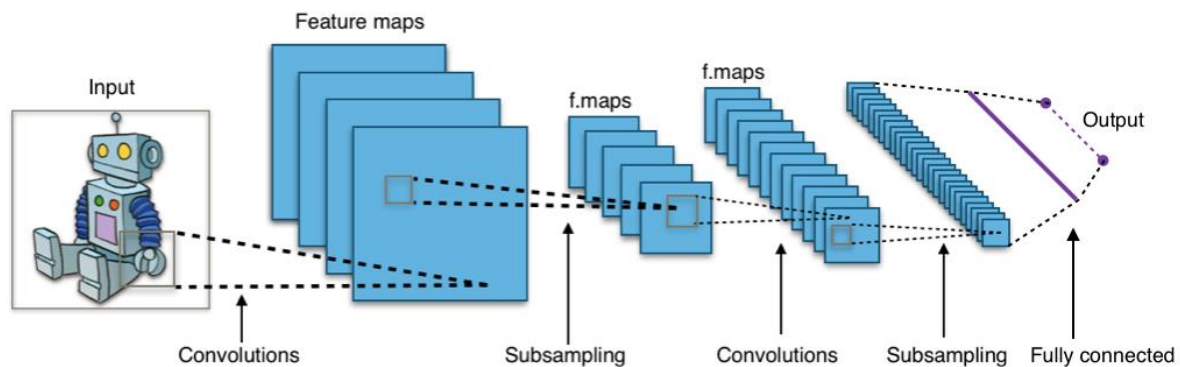 Feature maps
Input
f.maps
f.maps
Output
Convolutions
Subsampling
Convolutions
Subsampling
Fully connected